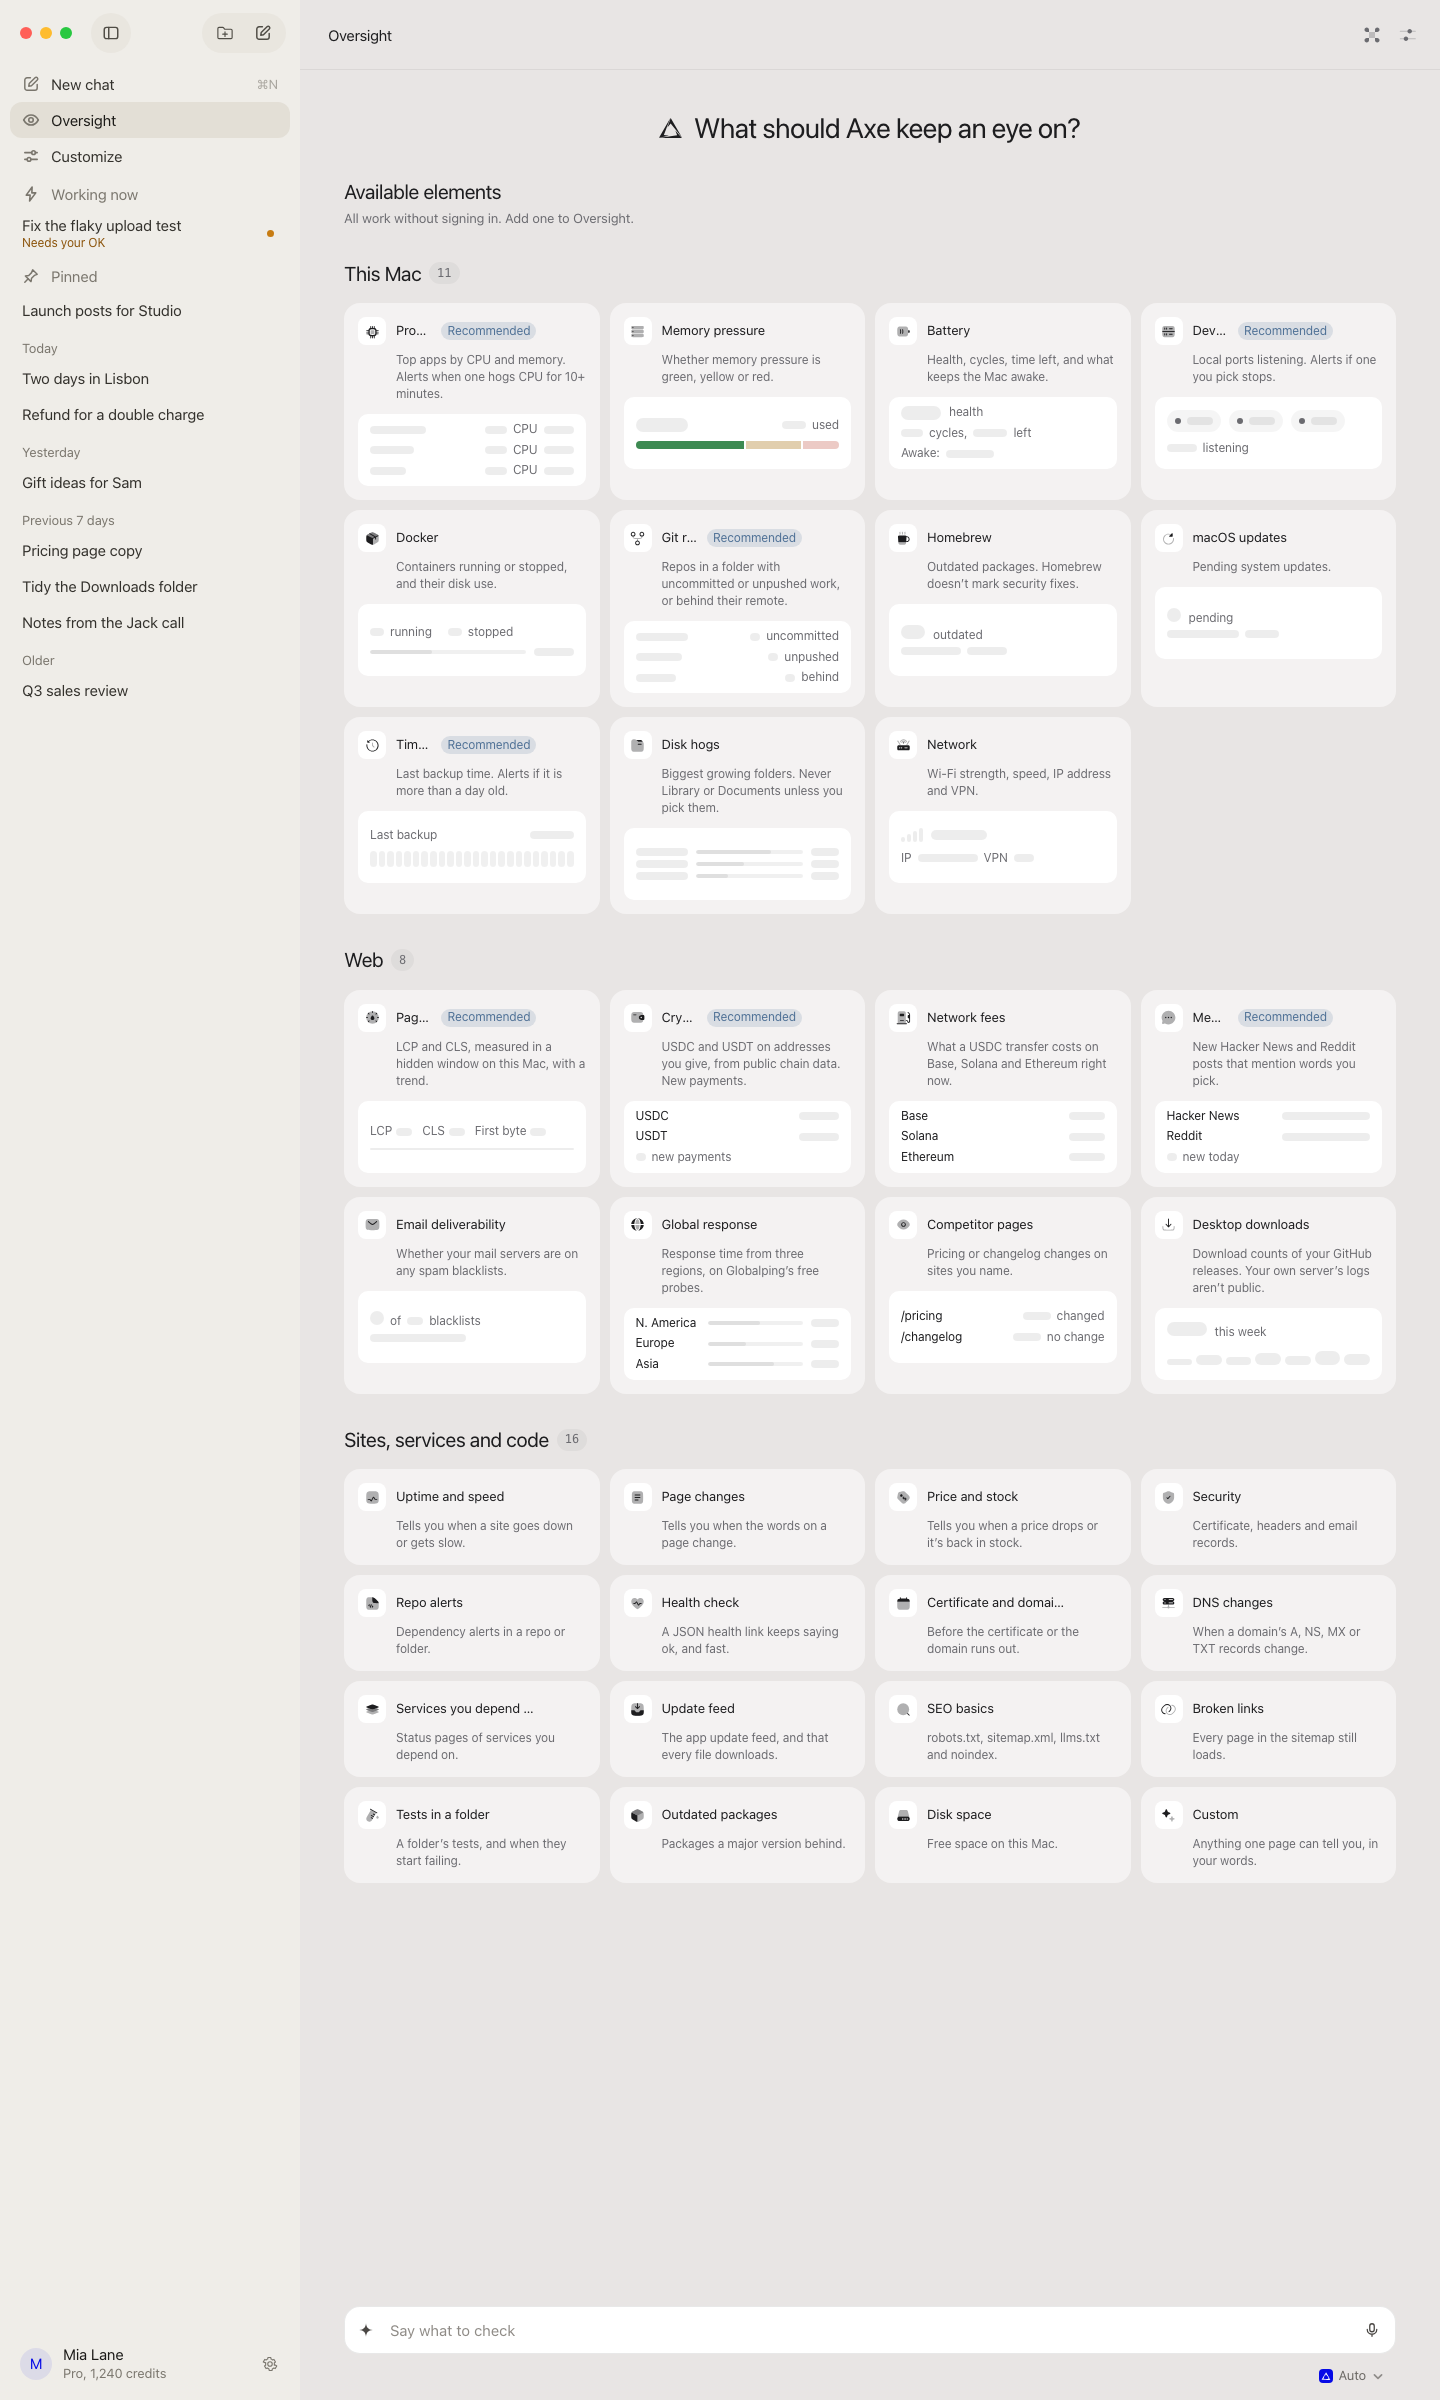 Oversight
New chat
⌘N
Oversight
Customize
Working now
Fix the flaky upload test
Needs your OK
Pinned
Launch posts for Studio
Today
Two days in Lisbon
Refund for a double charge
Yesterday
Gift ideas for Sam
Previous 7 days
Pricing page copy
Tidy the Downloads folder
Notes from the Jack call
Older
Q3 sales review
Mia Lane
M
Pro, 1,240 credits
What should Axe keep an eye on?
Available elements
All work without signing in. Add one to Oversight.
This Mac 11
Pro... Recommended
Top apps by CPU and memory.
Alerts when one hogs CPU for 10+
minutes.
CPU
CPU
CPU
Memory pressure
Whether memory pressure is
green, yellow or red.
used
Battery
Health, cycles, time left, and what
keeps the Mac awake.
health
cycles, left
Awake:
Dev... Recommended
Local ports listening. Alerts if one
you pick stops.
listening
Docker
Containers running or stopped,
and their disk use.
running stopped
Git r... Recommended
Repos in a folder with
uncommitted or unpushed work,
or behind their remote.
uncommitted
unpushed
behind
Homebrew
Outdated packages. Homebrew
doesn't mark security fixes.
outdated
macOS updates
Pending system updates.
pending
Tim... Recommended
Last backup time. Alerts if it is
more than a day old.
Last backup
Disk hogs
Biggest growing folders. Never
Library or Documents unless you
pick them.
Network
Wi-Fi strength, speed, IP address
and VPN.
IP VPN
Web 8
Pag... Recommended
LCP and CLS, measured in a
hidden window on this Mac, with a
trend.
LCP CLS First byte
Cry... Recommended
USDC and USDT on addresses
you give, from public chain data.
New payments.
USDC
USDT
new payments
Network fees
What a USDC transfer costs on
Base, Solana and Ethereum right
now.
Base
Solana
Ethereum
Me... Recommended
New Hacker News and Reddit
posts that mention words you
pick.
Hacker News
Reddit
new today
Email deliverability
Whether your mail servers are on
any spam blacklists.
of blacklists
Global response
Response time from three
regions, on Globalping's free
probes.
N. America
Europe
Asia
Competitor pages
Pricing or changelog changes on
sites you name.
/pricing changed
/changelog no change
Desktop downloads
Download counts of your GitHub
releases. Your own server's logs
aren't public.
this week
Sites, services and code 16
Uptime and speed
Tells you when a site goes down
or gets slow.
Page changes
Tells you when the words on a
page change.
Price and stock
Tells you when a price drops or
it's back in stock.
Security
Certificate, headers and email
records.
Repo alerts
Dependency alerts in a repo or
folder.
Health check
A JSON health link keeps saying
ok, and fast.
Certificate and domai...
Before the certificate or the
domain runs out.
DNS changes
When a domain's A, NS, MX or
TXT records change.
Services you depend ...
Status pages of services you
depend on.
Update feed
The app update feed, and that
every file downloads.
SEO basics
robots.txt, sitemap.xml, llms.txt
and noindex.
Broken links
Every page in the sitemap still
loads.
Tests in a folder
A folder's tests, and when they
start failing.
Outdated packages
Packages a major version behind.
Disk space
Free space on this Mac.
Custom
Anything one page can tell you, in
your words.
Say what to check
Auto